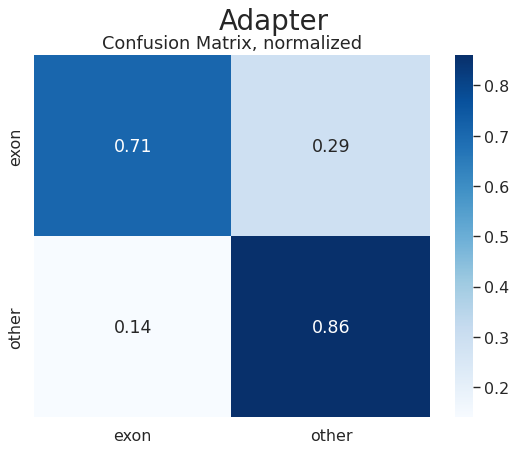 Adapter
Confusion Matrix, normalized
exon
0.71
0.29
other
0.14
0.86
exon
other
0.8
0.7
0.6
0.5
0.4
0.3
0.2